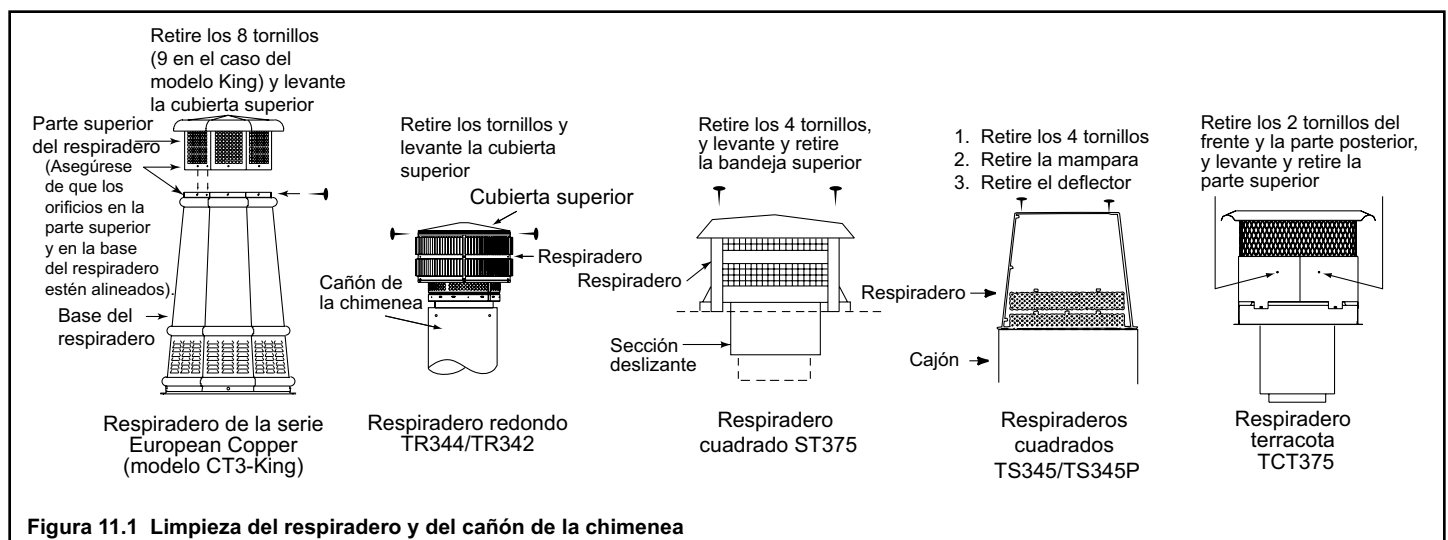 Retire los 8 tornillos
(9 en el caso del
modelo King) y levante
la cubierta superior
Parte superior
del respiradero
(Asegúrese
de que los
orificios en la
parte superior
y en la base
del respiradero
estén alineados).
Base del
respiradero
Respiradero de la serie
European Copper
(modelo CT3-King)
Retire los tornillos y
levante la cubierta
superior
Cubierta superior
Respiradero
Cañón de
la chimenea
Respiradero redondo
TR344/TR342
Retire los 4 tornillos,
y levante y retire
la bandeja superior
Respiradero
Sección
deslizante
Respiradero
cuadrado ST375
1. Retire los 4 tornillos
2. Retire la mampara
3. Retire el deflector
Respiradero
Cajón
Respiraderos
cuadrados
TS345/TS345P
Retire los 2 tornillos del
frente y la parte posterior,
y levante y retire la
parte superior
Respiradero
terracota
TCT375
Figura 11.1 Limpieza del respiradero y del cañón de la chimenea